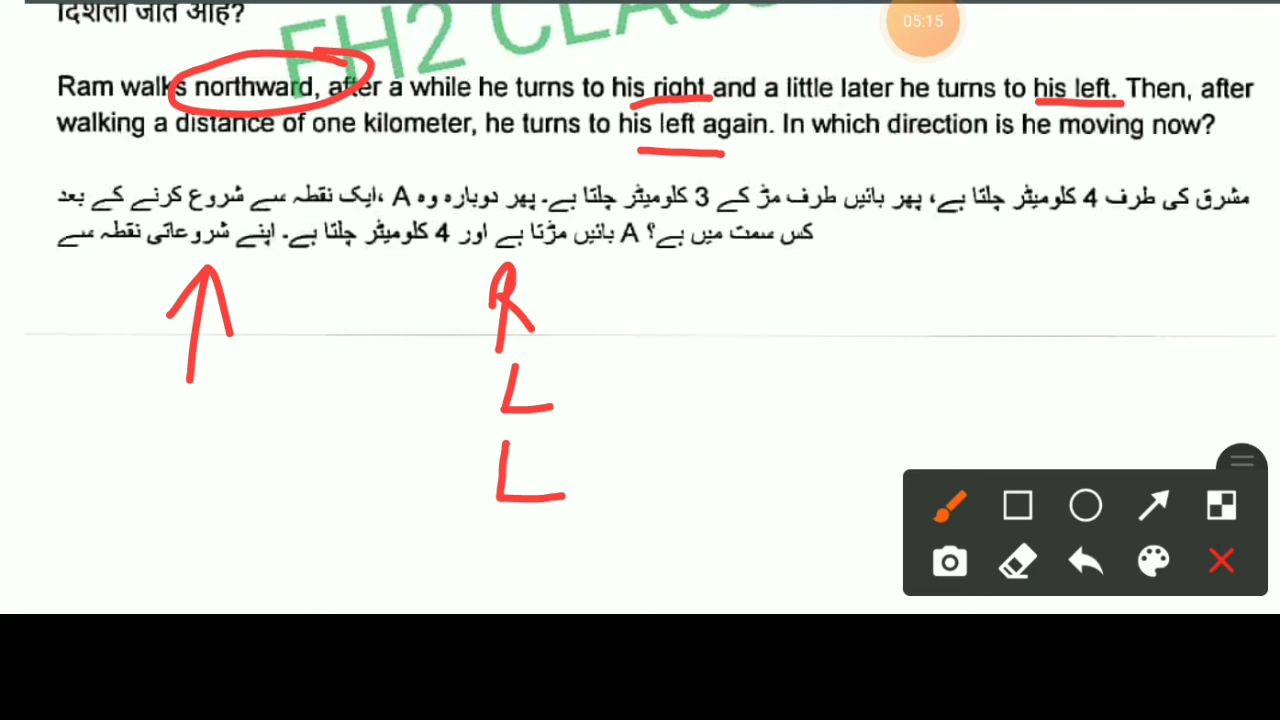 दिशेला जात आहे?
EH2 CLASS
05:15
Ram walks northward, after a while he turns to his right and a little later he turns to his left. Then, after
walking a distance of one kilometer, he turns to his left again. In which direction is he moving now?
ایک نقطہ سے شروع کرنے کے بعد، A مشرق کی طرف 4 کلومیٹر چلتا ہے، پھر بائیں طرف مڑ کے 3 کلومیٹر چلتا ہے۔ پھر دوبارہ وہ
بائیں مڑتا ہے اور 4 کلومیٹر چلتا ہے۔ اپنے شروعاتی نقطہ سے A کس سمت میں ہے؟
R
L
L